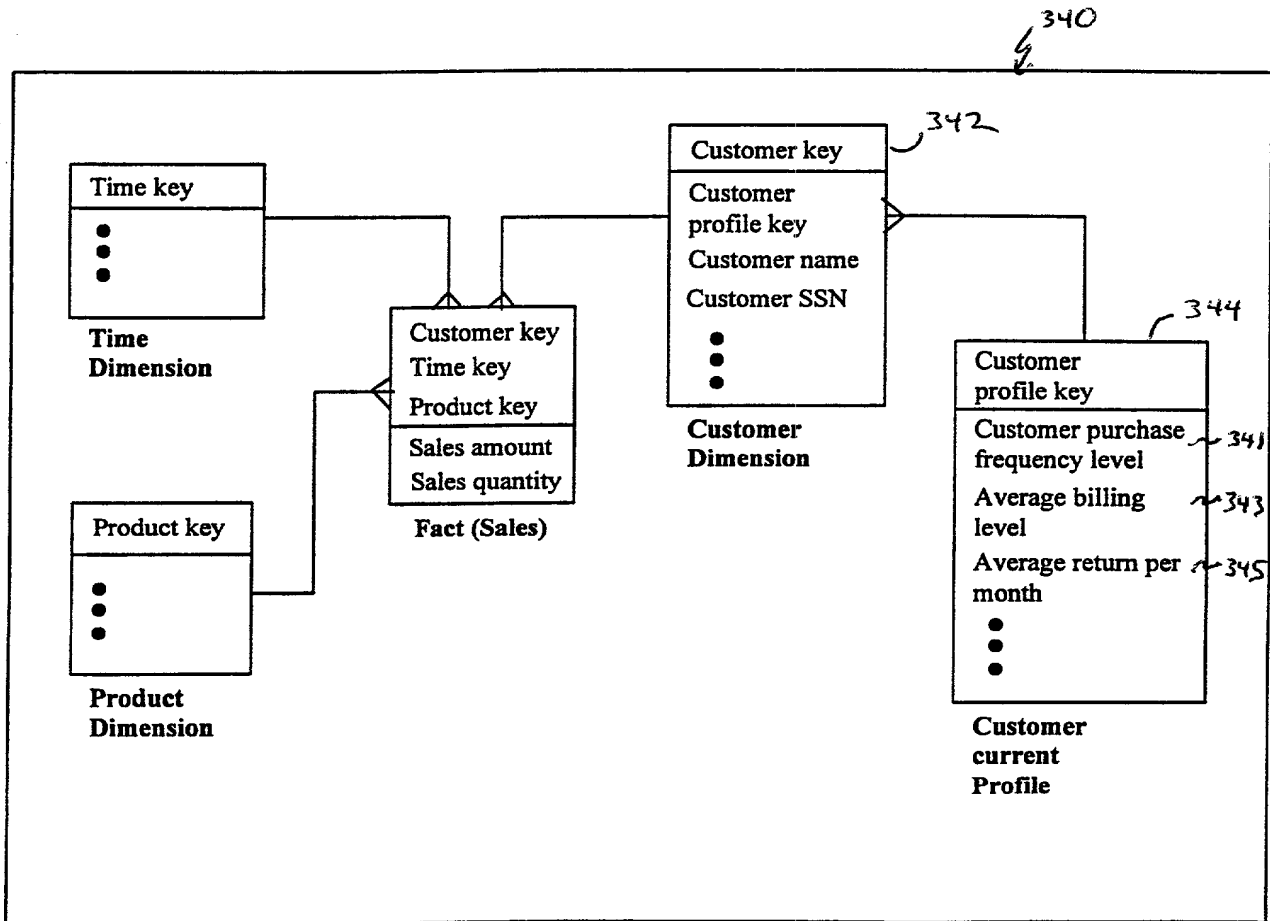 340
Time key
Time
Dimension
Product key
Product
Dimension
Customer key
Time key
Product key
Sales amount
Sales quantity
Fact (Sales)
342
Customer key
Customer
profile key
Customer name
Customer SSN
Customer
Dimension
344
Customer
profile key
Customer purchase
frequency level
341
Average billing
level
343
Average return per
month
345
Customer
current
Profile